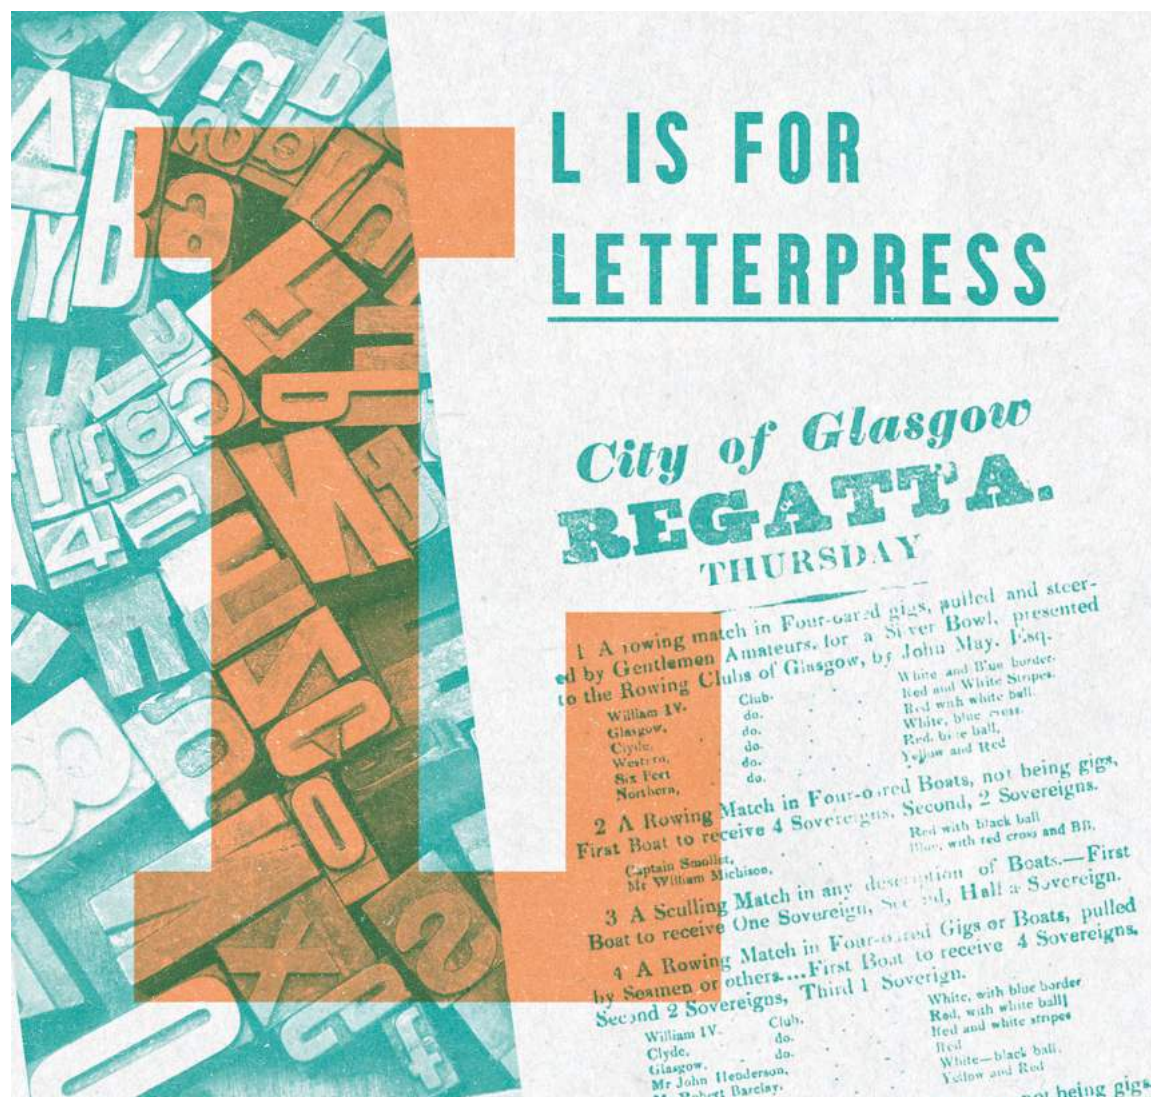 L
L IS FOR
LETTERPRESS
City of Glasgow
REGATTA.
THURSDAY
1 A rowing match in Four-oared gigs, pulled and steer-
ed by Gentlemen Amateurs, for a Silver Bowl, presented
to the Rowing Clubs of Glasgow, by John May, Esq.
William IV. Club. White and Blue border.
Glasgow, do. Red and White Stripes.
Clyde, do. Red with white ball.
Western, do. White, blue cross.
Six Feet do. Red, blue ball,
Northern, do. Yellow and Red
2 A Rowing Match in Four-oared Boats, not being gigs,
First Boat to receive 4 Sovereigns, Second, 2 Sovereigns.
Captain Smollet, Red with black ball
Mr William Michison, Blue, with red cross and BB.
3 A Sculling Match in any description of Boats.—First
Boat to receive One Sovereign, Second, Half a Sovereign.
4 A Rowing Match in Four-oared Gigs or Boats, pulled
by Seamen or others....First Boat to receive 4 Sovereigns,
Second 2 Sovereigns, Third 1 Soverign.
William IV. Club, White, with blue border
Clyde, do. Red, with white ball
Glasgow, do. Red and white stripes
Mr John Henderson, Red
Mr Robert Barclay. White—black ball.
Yellow and Red
not being gigs